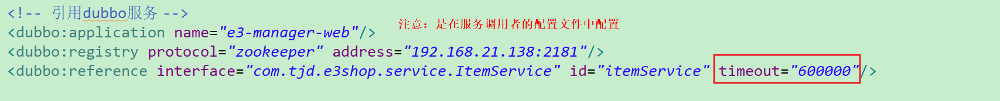 <!-- 引用dubbo服务 -->
注意：是在服务调用者的配置文件中配置
<dubbo:application name="e3-manager-web"/>
<dubbo:registry protocol="zookeeper" address="192.168.21.138:2181"/>
<dubbo:reference interface="com.tjd.e3shop.service.ItemService" id="itemService" timeout="600000"/>